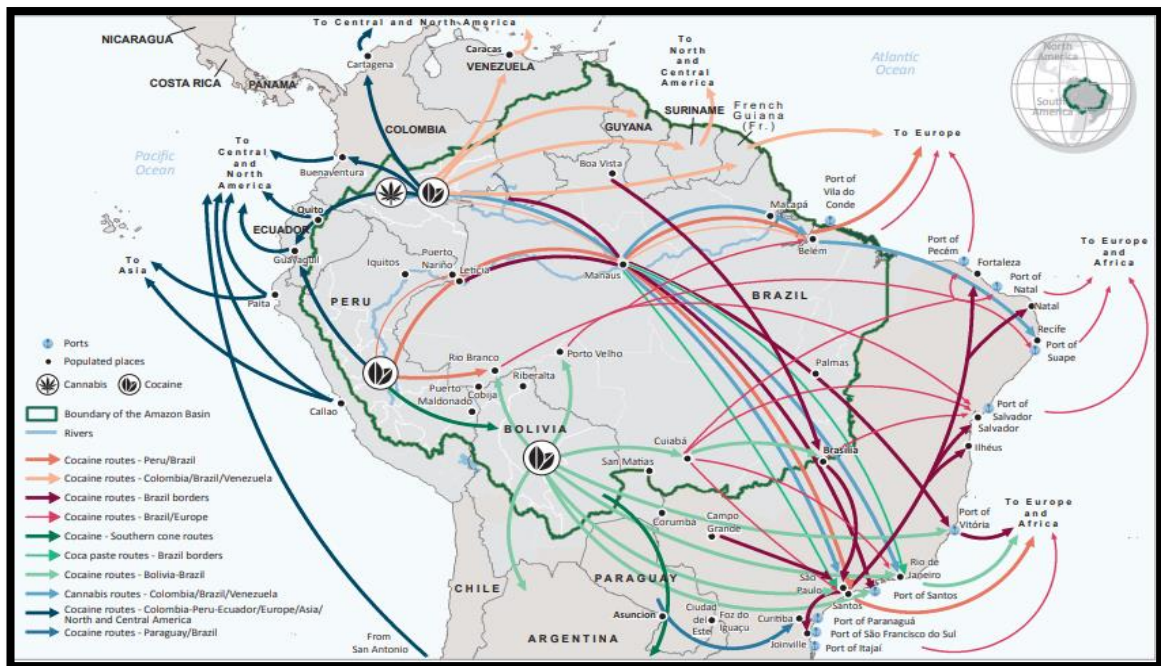 To Central and North America
NICARAGUA
COSTA RICA
PANAMA
Cartagena
Caracas
VENEZUELA
To
North
and
Central
America
Atlantic
Ocean
North
America
South
America
COLOMBIA
GUYANA
SURINAME
French
Guiana
(Fr.)
To Europe
Pacific
Ocean
To
Central
and
North
America
Buenaventura
Boa Vista
Quito
ECUADOR
Guayaquil
Macapá
Port of
Vila do
Conde
Belém
To
Asia
Iquitos
Puerto
Nariño
Leticia
Manaus
Port of
Pecém
Fortaleza
Port of
Natal
Natal
To Europe
and
Africa
Paita
PERU
BRAZIL
Recife
Port of
Suape
Rio Branco
Porto Velho
Palmas
Puerto
Maldonado
Cobija
Riberalta
Callao
BOLIVIA
Port of
Salvador
Salvador
Cuiabá
San Matias
Brasília
Ilhéus
Corumba
Campo
Grande
Port of
Vitória
To Europe
and
Africa
PARAGUAY
CHILE
São
Paulo
Rio de
Janeiro
Santos
Port of Santos
Asuncion
Ciudad
del
Estel
Foz do
Iguaçu
Curitiba
Port of Paranaguá
Port of São Francisco do Sul
Joinville
Port of Itajaí
ARGENTINA
From
San Antonio
Ports
Populated places
Cannabis
Cocaine
Boundary of the Amazon Basin
Rivers
Cocaine routes - Peru/Brazil
Cocaine routes - Colombia/Brazil/Venezuela
Cocaine routes - Brazil borders
Cocaine routes - Brazil/Europe
Cocaine - Southern cone routes
Coca paste routes - Brazil borders
Cocaine routes - Bolivia-Brazil
Cannabis routes - Colombia/Brazil/Venezuela
Cocaine routes - Colombia-Peru-Ecuador/Europe/Asia/
North and Central America
Cocaine routes - Paraguay/Brazil